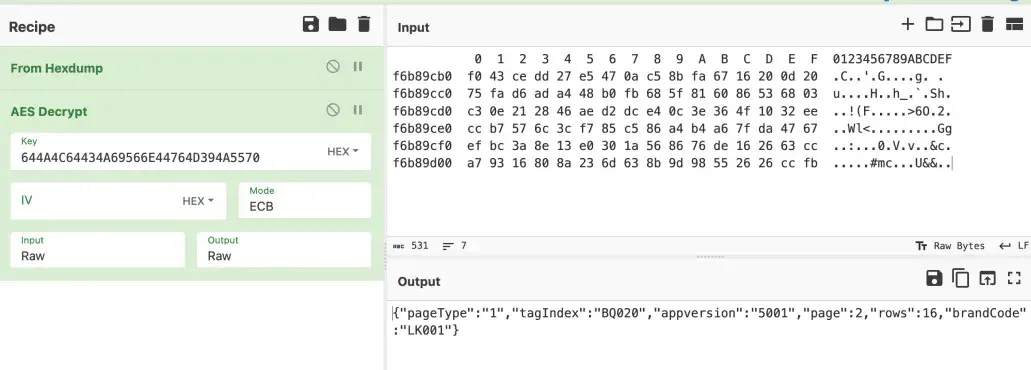 Recipe
From Hexdump
AES Decrypt
Key
644A4C64434A69566E44764D394A5570
HEX
IV
HEX
Mode
ECB
Input
Raw
Output
Raw
Input
0 1 2 3 4 5 6 7 8 9 A B C D E F 0123456789ABCDEF
f6b89cb0 f0 43 ce dd 27 e5 47 0a c5 8b fa 67 16 20 0d 20 .C..'.G....g. .
f6b89cc0 75 fa d6 ad a4 48 b0 fb 68 5f 81 60 86 53 68 03 u....H..h_.`.Sh.
f6b89cd0 c3 0e 21 28 46 ae d2 dc e4 0c 3e 36 4f 10 32 ee ..!(F.....>6O.2.
f6b89ce0 cc b7 57 6c 3c f7 85 c5 86 a4 b4 a6 7f da 47 67 ..Wl<.........Gg
f6b89cf0 ef bc 3a 8e 13 e0 30 1a 56 86 76 de 16 26 63 cc ..:...0.V.v..&c.
f6b89d00 a7 93 16 80 8a 23 6d 63 8b 9d 98 55 26 26 cc fb .....#mc...U&&..
ABC 531 7 Tт Raw Bytes LF
Output
{"pageType":"1","tagIndex":"BQ020","appversion":"5001","page":2,"rows":16,"brandCode"
:"LK001"}